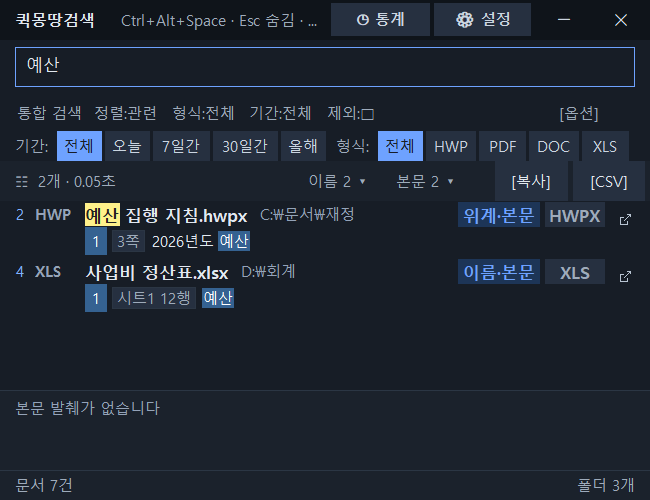 퀵몽땅검색 Ctrl+Alt+Space · Esc 숨김 · ... 통계 설정
예산
통합 검색 정렬:관련 형식:전체 기간:전체 제외:□ [옵션]
기간: 전체 오늘 7일간 30일간 올해 형식: 전체 HWP PDF DOC XLS
2개 · 0.05초 이름 2 ▾ 본문 2 ▾ [복사] [CSV]
2 HWP 예산 집행 지침.hwpx C:₩문서₩재정 위계·본문 HWPX
1 3쪽 2026년도 예산
4 XLS 사업비 정산표.xlsx D:₩회계 이름·본문 XLS
1 시트1 12행 예산
본문 발췌가 없습니다
문서 7건 폴더 3개